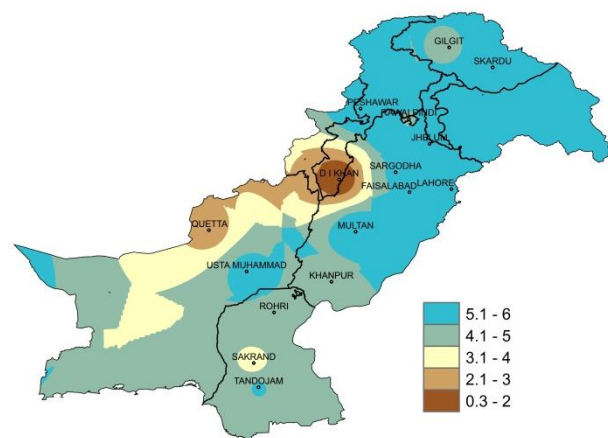 GILGIT
SKARDU
PESHAWAR
RAWALPINDI
JHELUM
SARGODHA
D I KHAN
FAISALABAD
LAHORE
QUETTA
MULTAN
USTA MUHAMMAD
KHANPUR
ROHRI
SAKRAND
TANDOJAM
5.1 - 6
4.1 - 5
3.1 - 4
2.1 - 3
0.3 - 2